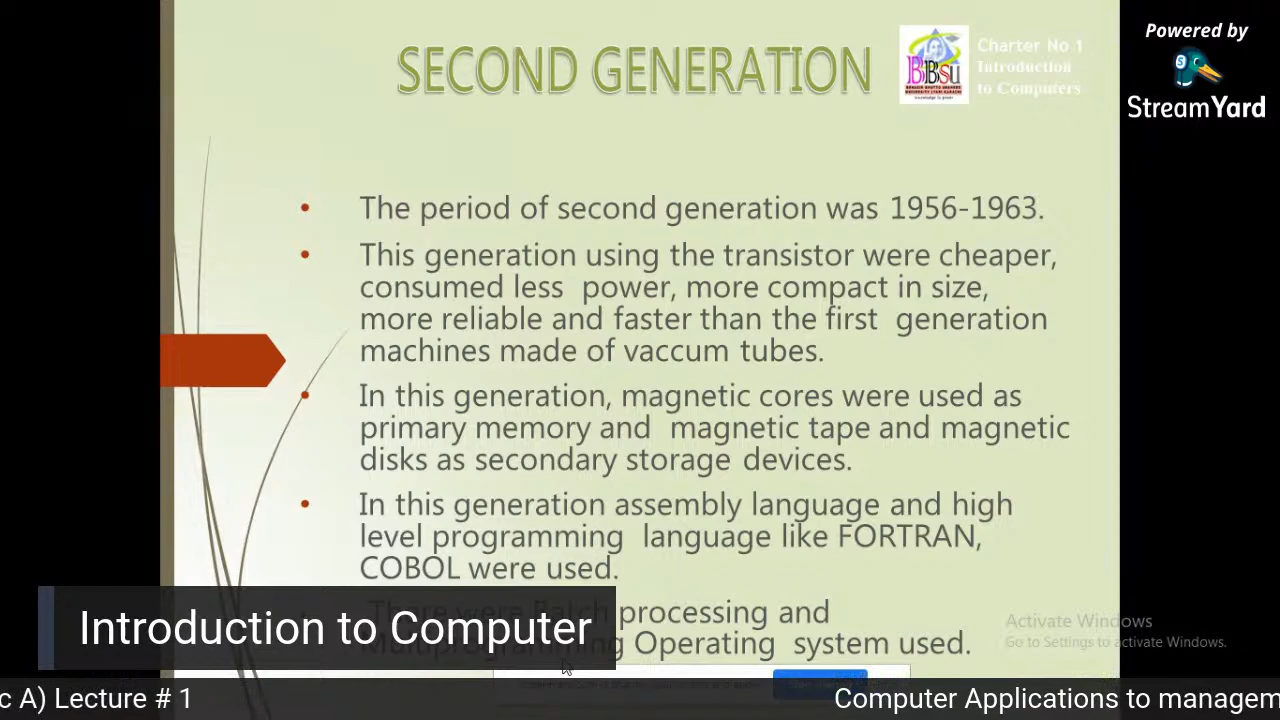 SECOND GENERATION
BBSU
Charter No 1
Introduction
to Computers
Powered by
StreamYard
• The period of second generation was 1956-1963.
• This generation using the transistor were cheaper,
consumed less power, more compact in size,
more reliable and faster than the first generation
machines made of vaccum tubes.
• In this generation, magnetic cores were used as
primary memory and magnetic tape and magnetic
disks as secondary storage devices.
• In this generation assembly language and high
level programming language like FORTRAN,
COBOL were used.
There were Batch processing and
Multiprogramming Operating system used.
Introduction to Computer
Activate Windows
Go to Settings to activate Windows.
c A) Lecture # 1
Computer Applications to managem